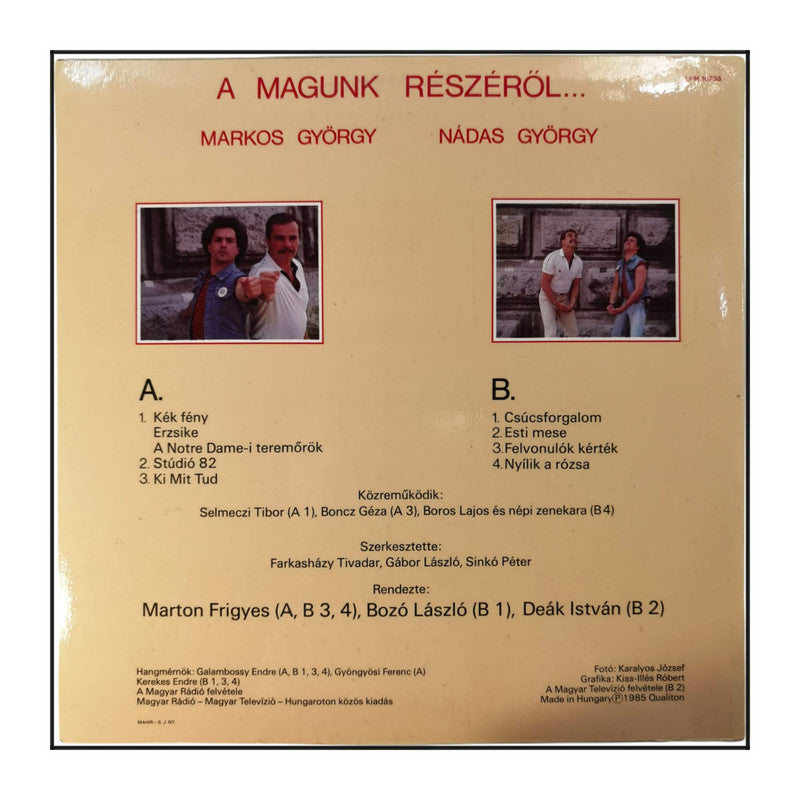 A MAGUNK RÉSZÉRŐL...
MARKOS GYÖRGY NÁDAS GYÖRGY
A. B.
1. Kék fény
Erzsike
A Notre Dame-i teremőrök
2. Stúdió 82
3. Ki Mit Tud
1. Csúcsforgalom
2. Esti mese
3. Felvonulók kérték
4. Nyílik a rózsa
Közreműködik:
Selmeczi Tibor (A 1), Boncz Géza (A 3), Boros Lajos és népi zenekara (B 4)
Szerkesztette:
Farkasházy Tivadar, Gábor László, Sinkó Péter
Rendezte:
Marton Frigyes (A, B 3, 4), Bozó László (B 1), Deák István (B 2)
Hangmérnök: Galambossy Endre (A, B 1, 3, 4), Gyöngyösi Ferenc (A)
Kerekes Endre (B 1, 3, 4)
A Magyar Rádió felvétele
Magyar Rádió – Magyar Televízió – Hungaroton közös kiadás
MAHIR – S. J. NY.
Fotó: Karalyos József
Grafika: Kiss-Illés Róbert
A Magyar Televízió felvétele (B 2)
Made in Hungary Ⓟ 1985 Qualiton